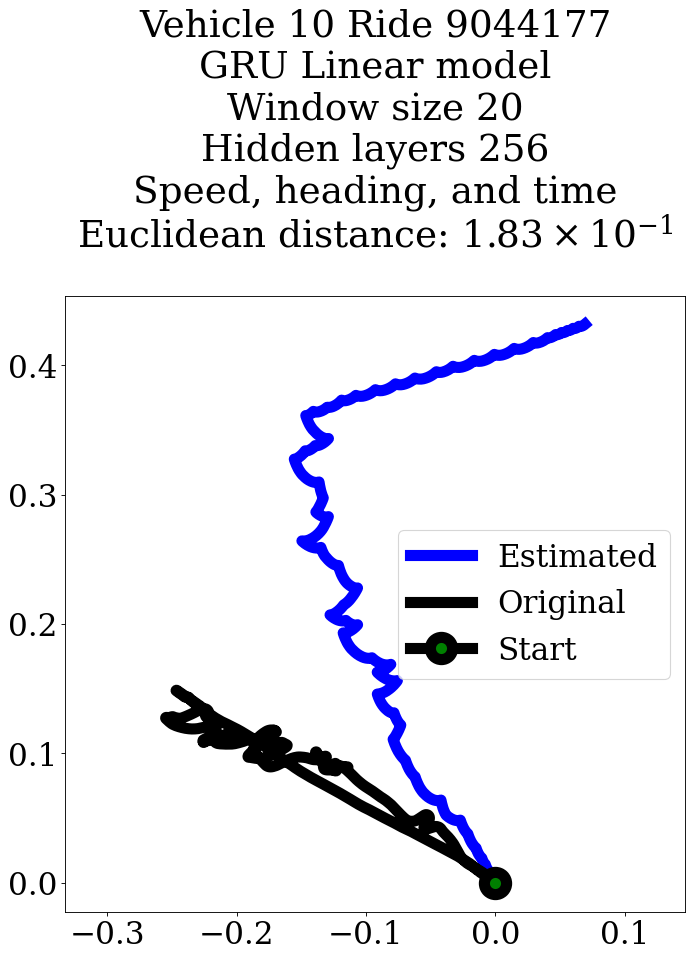 Vehicle 10 Ride 9044177
GRU Linear model
Window size 20
Hidden layers 256
Speed, heading, and time
Euclidean distance: 1.83 × 10⁻¹
0.4
0.3
0.2
0.1
0.0
Estimated
Original
Start
−0.3 −0.2 −0.1 0.0 0.1